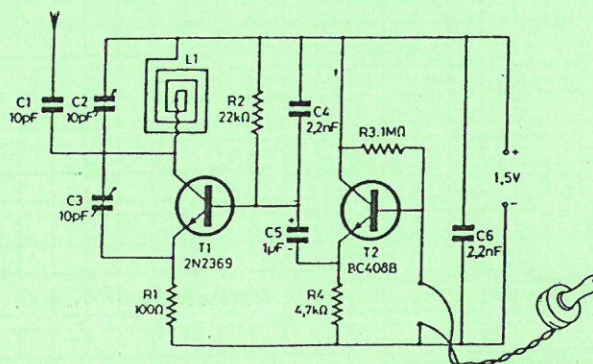 L1
C1
10pF
C2
10pF
R2
22kΩ
C4
2,2nF
R3.1MΩ
+
1,5V
-
C3
10pF
T1
2N2369
+
C5
1µF -
T2
BC408B
C6
2,2nF
R1
100Ω
R4
4,7kΩ